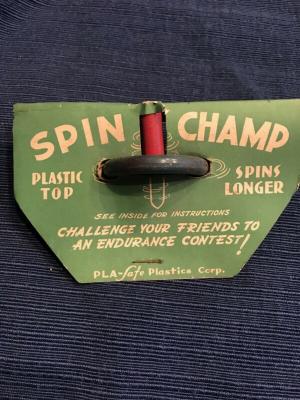 SPIN CHAMP
PLASTIC TOP
SPINS LONGER
SEE INSIDE FOR INSTRUCTIONS
CHALLENGE YOUR FRIENDS TO
AN ENDURANCE CONTEST!
PLA-Safe Plastics Corp.